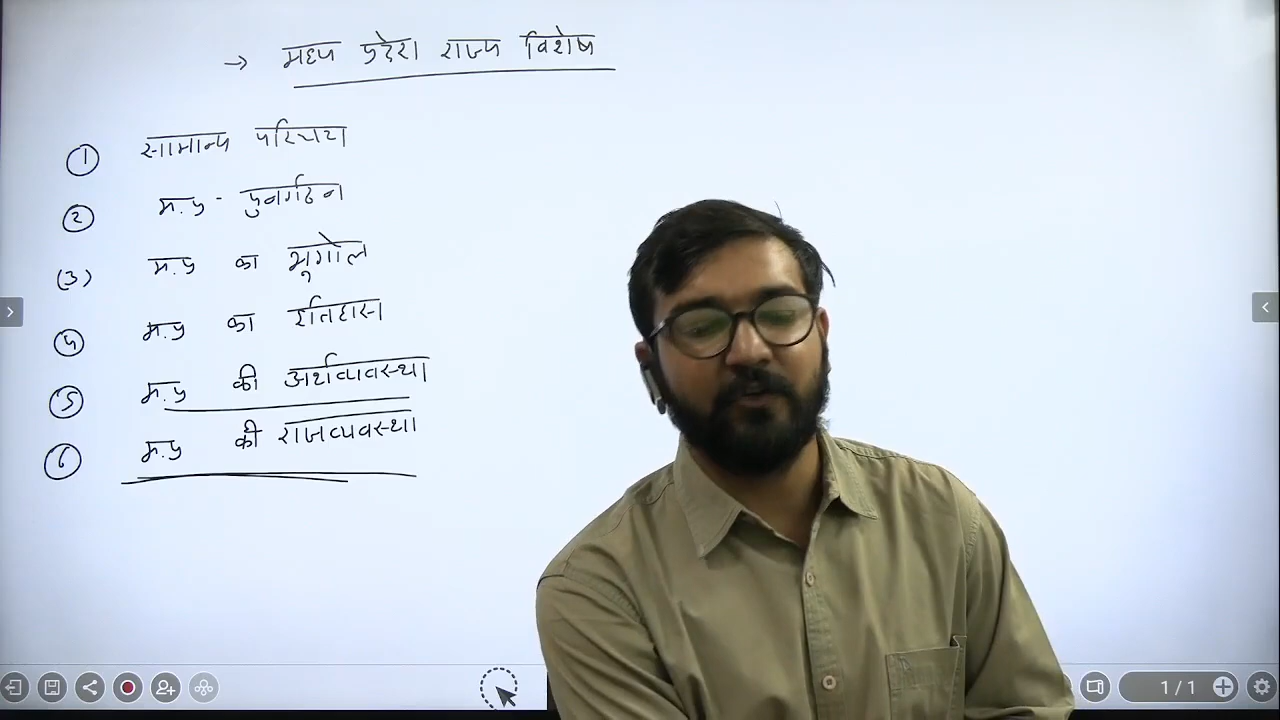 → मध्य प्रदेश राज्य विशेष
① सामान्य परिचय
② म.प्र - पुनर्गठन
(3) म.प्र का भूगोल
④ म.प्र का इतिहास
⑤ म.प्र की अर्थव्यवस्था
⑥ म.प्र की राजव्यवस्था
1 / 1